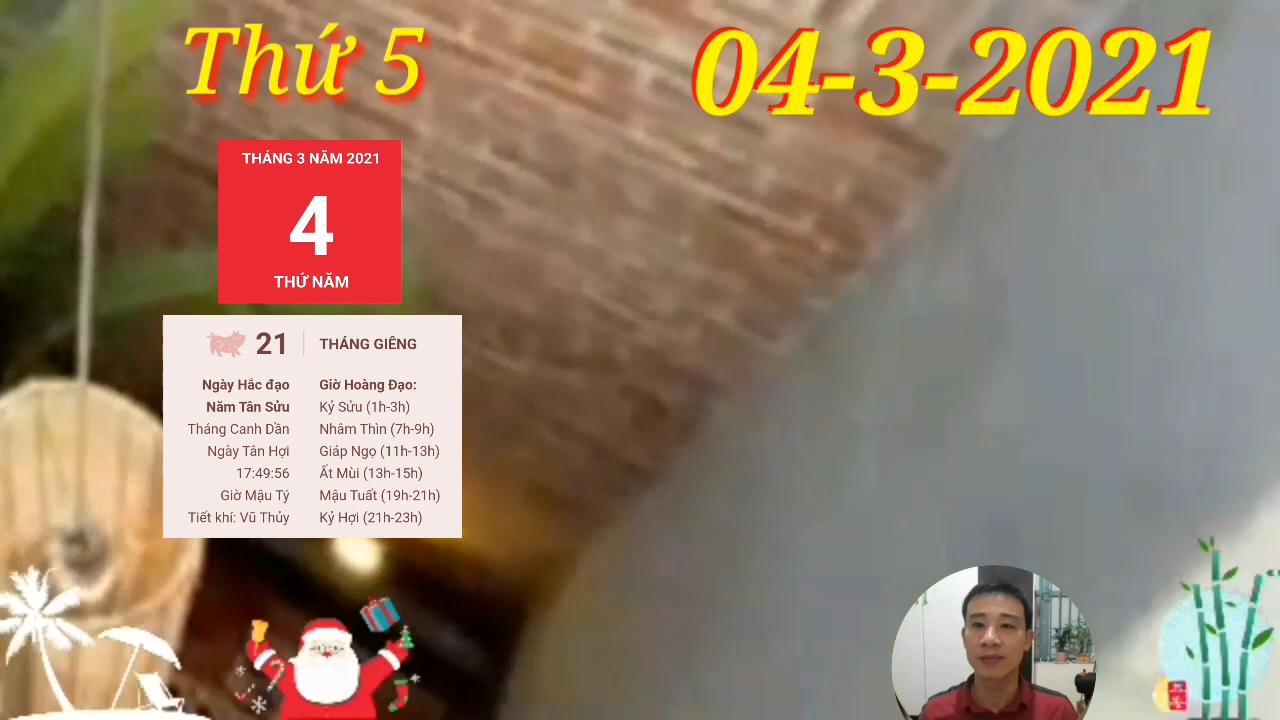 Thứ 5
04-3-2021
THÁNG 3 NĂM 2021
4
THỨ NĂM
21
THÁNG GIÊNG
Ngày Hắc đạo
Giờ Hoàng Đạo:
Năm Tân Sửu
Kỷ Sửu (1h-3h)
Tháng Canh Dần
Nhâm Thìn (7h-9h)
Ngày Tân Hợi
Giáp Ngọ (11h-13h)
17:49:56
Ất Mùi (13h-15h)
Giờ Mậu Tý
Mậu Tuất (19h-21h)
Tiết khí: Vũ Thủy
Kỷ Hợi (21h-23h)